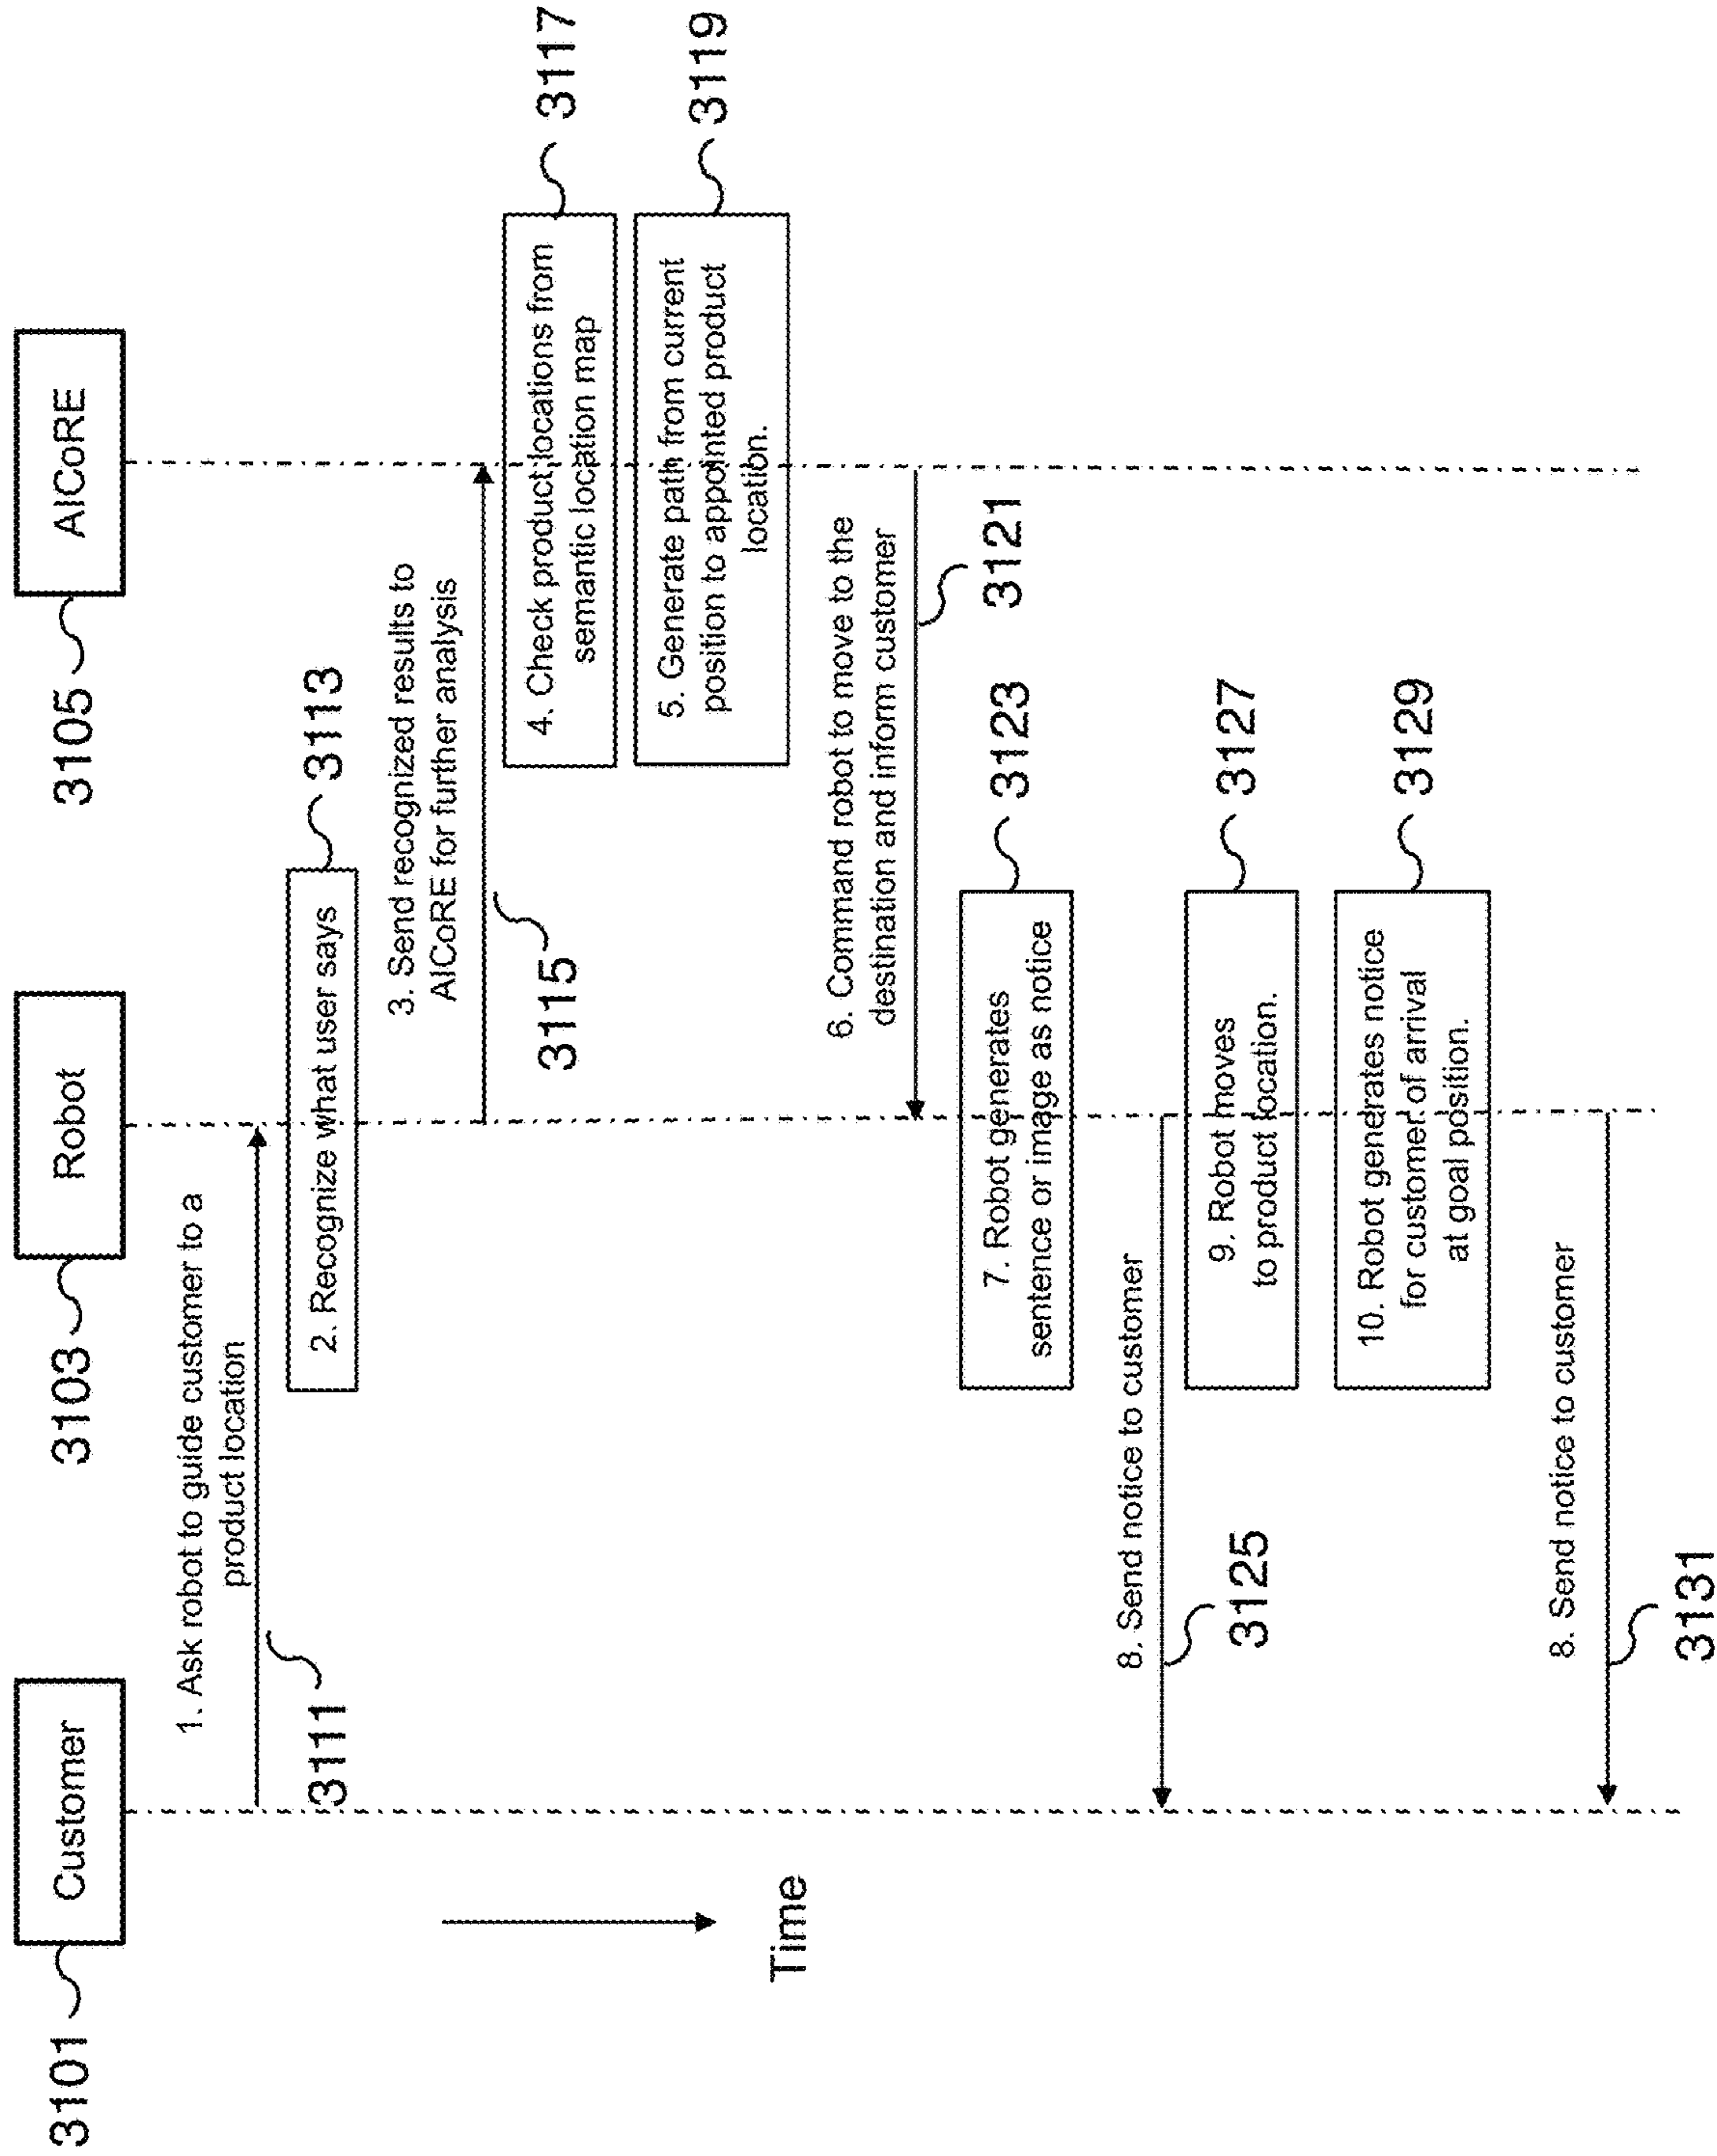 3101
Customer
3103
Robot
3105
AICoRE
1. Ask robot to guide customer to a
product location
3111
2. Recognize what user says
3113
3. Send recognized results to
AICoRE for further analysis
3115
4. Check product locations from
semantic location map
3117
5. Generate path from current
position to appointed product
location.
3119
Time
6. Command robot to move to the
destination and inform customer
3121
7. Robot generates
sentence or image as notice
3123
8. Send notice to customer
3125
9. Robot moves
to product location.
3127
10. Robot generates notice
for customer of arrival
at goal position.
3129
8. Send notice to customer
3131